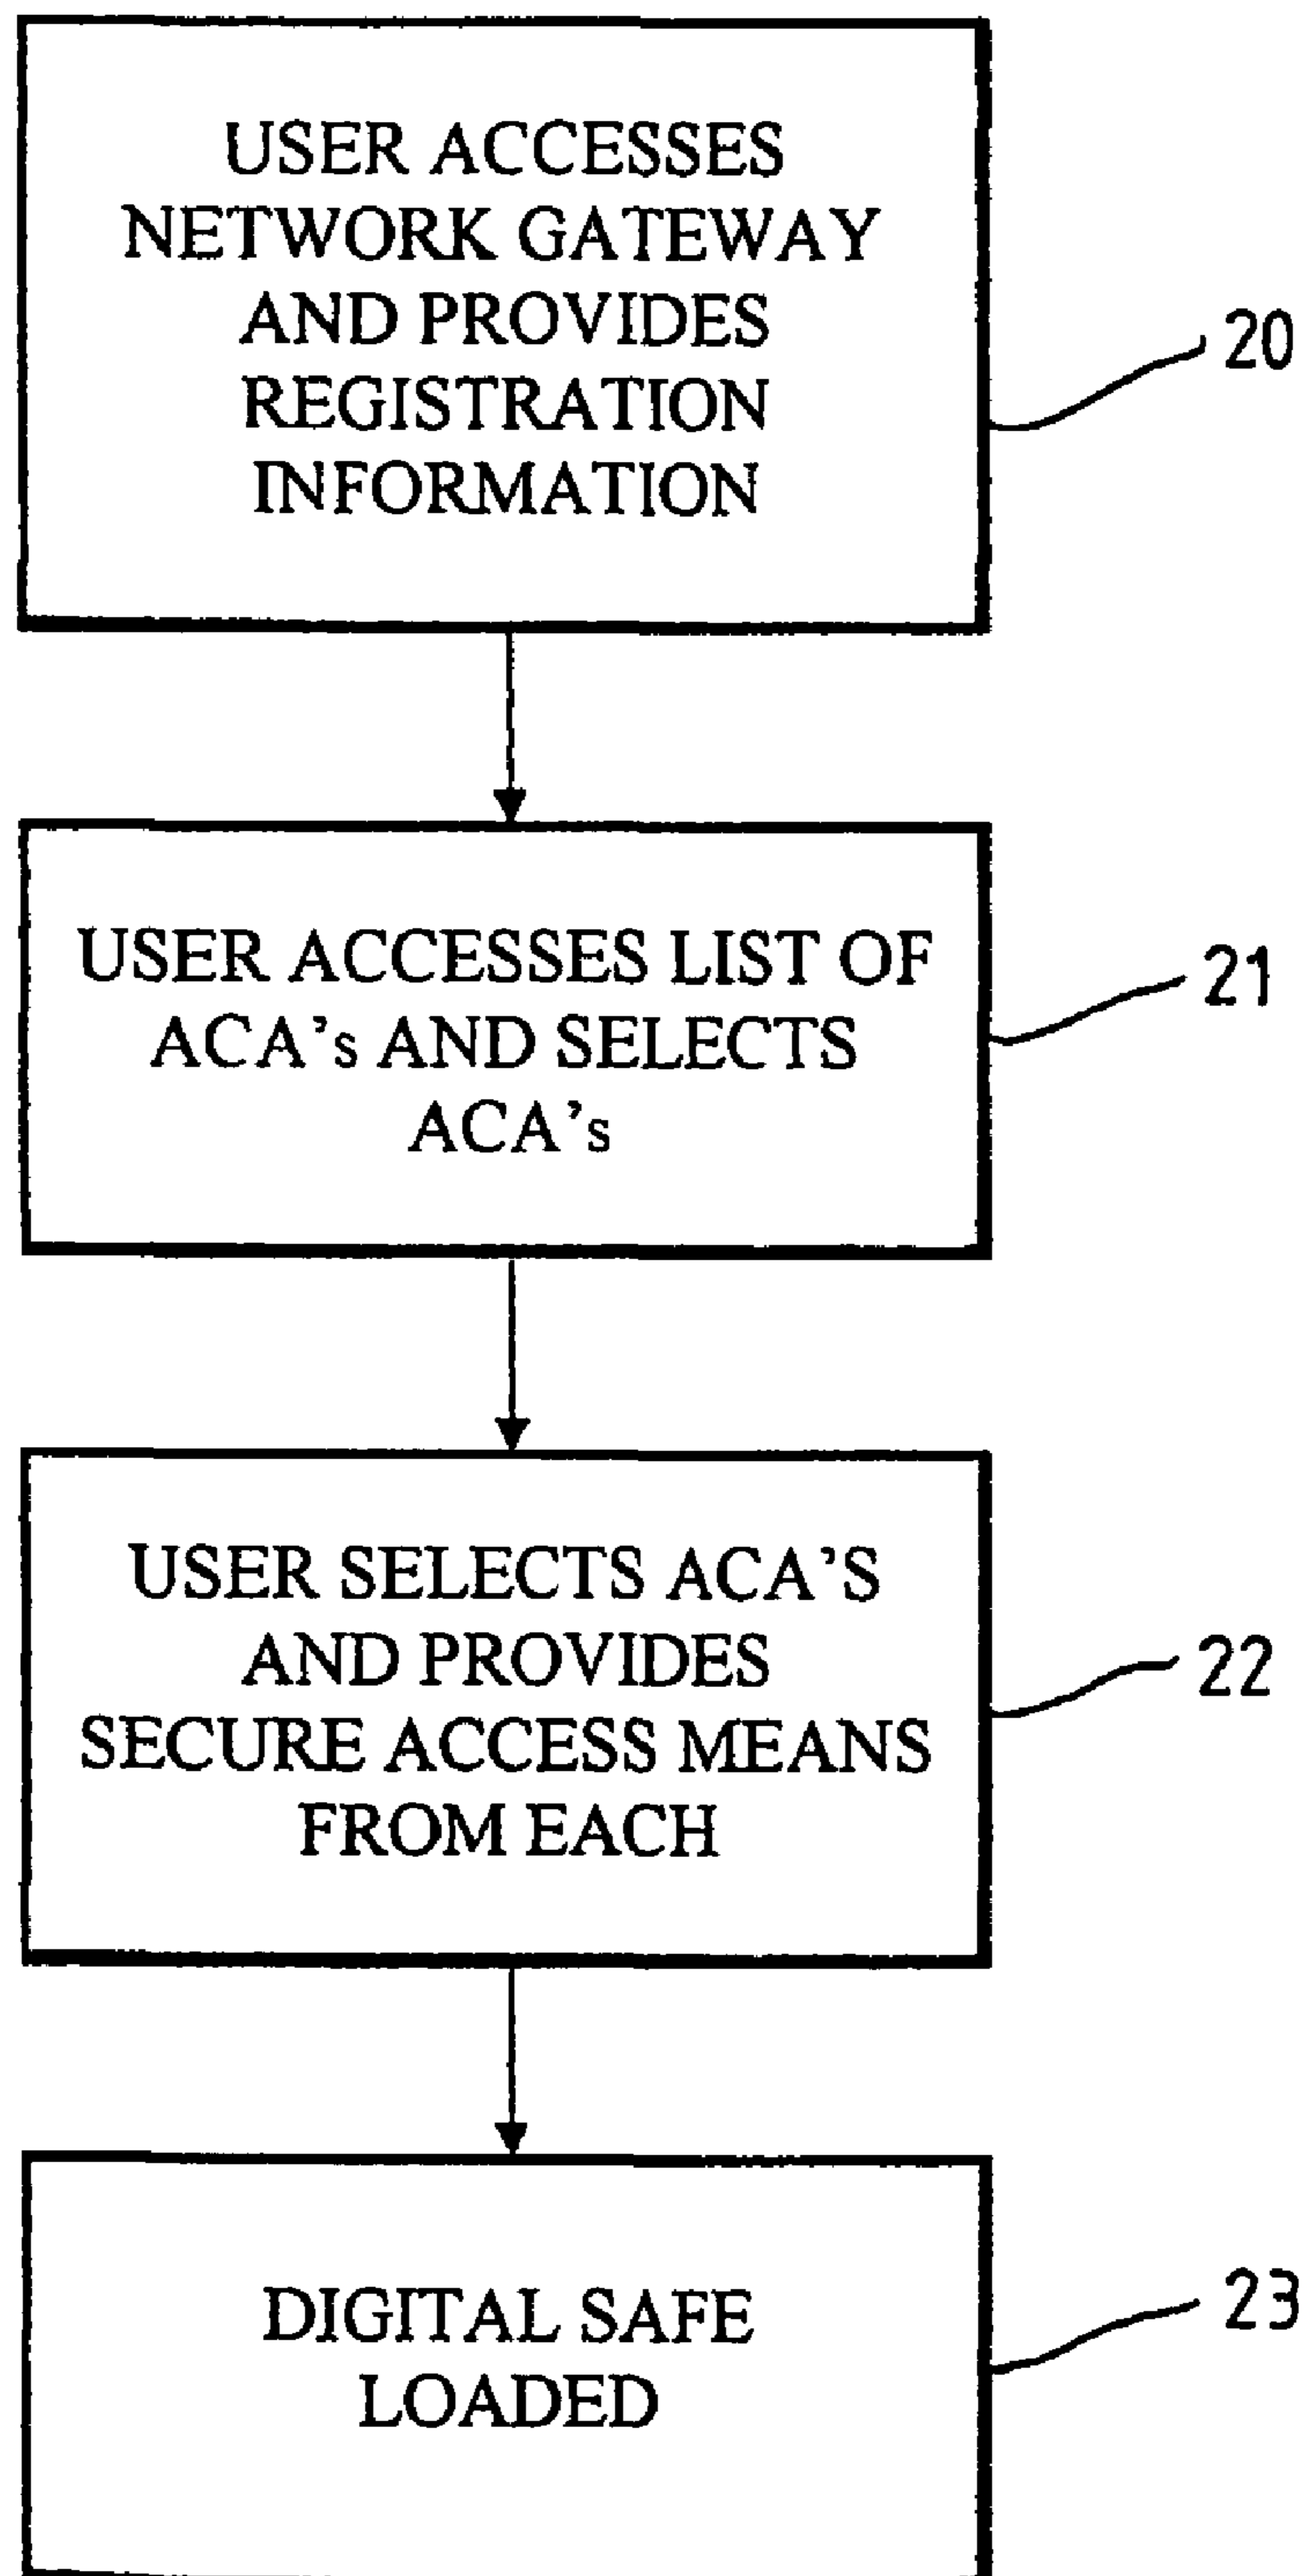 USER ACCESSES
NETWORK GATEWAY
AND PROVIDES
REGISTRATION
INFORMATION
20
USER ACCESSES LIST OF
ACA's AND SELECTS
ACA's
21
USER SELECTS ACA'S
AND PROVIDES
SECURE ACCESS MEANS
FROM EACH
22
DIGITAL SAFE
LOADED
23